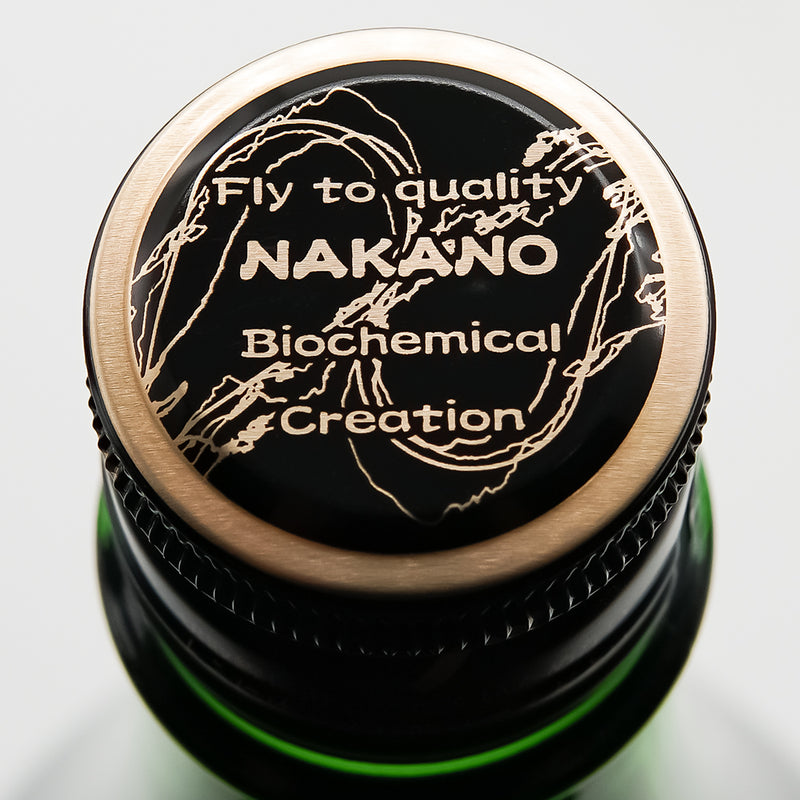 Fly to quality
NAKANO
Biochemical
Creation